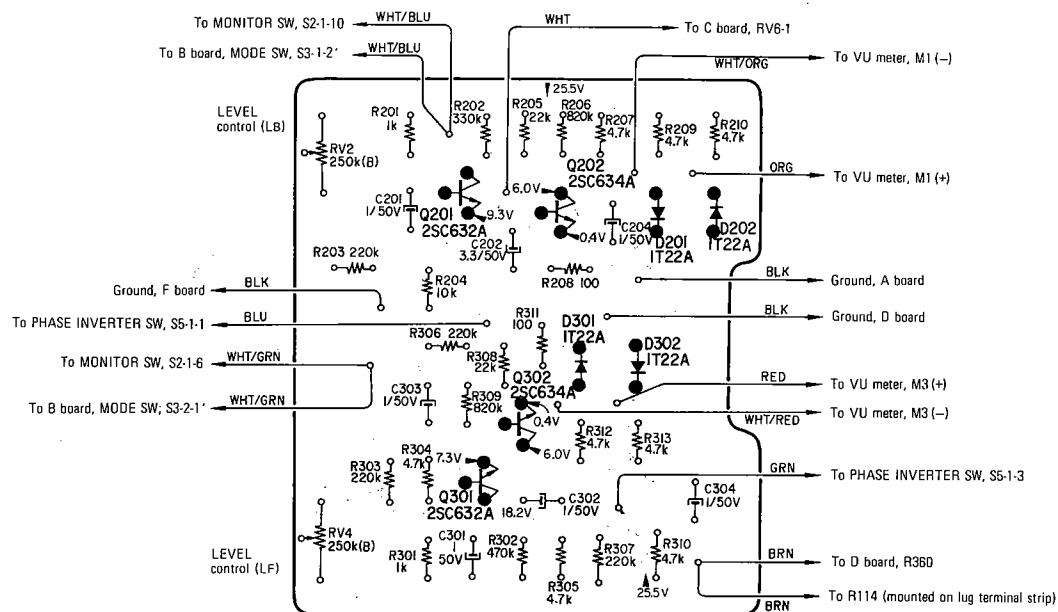 To MONITOR SW, S2-1-10
WHT/BLU
WHT
To C board, RV6-1
To B board, MODE SW, S3-1-2'
WHT/BLU
WHT/ORG
To VU meter, M1 (−)
25.5V
LEVEL
control (LB)
R201
1k
R202
330k
R205
22k
R206
820k
R207
4.7k
R209
4.7k
R210
4.7k
RV2
250k(B)
Q202
2SC634A
ORG
To VU meter, M1 (+)
C201
1/50V
6.0V
Q201
2SC632A
9.3V
0.4V
C204
1/50V
D201
1T22A
D202
1T22A
C202
3.3/50V
R203 220k
R204
10k
R208 100
BLK
Ground, A board
Ground, F board
BLK
To PHASE INVERTER SW, S5-1-1
BLU
R311
100
D301
1T22A
BLK
Ground, D board
R306 220k
D302
1T22A
To MONITOR SW, S2-1-6
WHT/GRN
R308
22k
Q302
2SC634A
RED
To VU meter, M3 (+)
C303
1/50V
R309
820k
To B board, MODE SW; S3-2-1'
WHT/GRN
0.4V
WHT/RED
To VU meter, M3 (−)
R312
4.7k
R313
4.7k
6.0V
R303
220k
R304
4.7k
7.3V
GRN
To PHASE INVERTER SW, S5-1-3
Q301
2SC632A
18.2V
C302
1/50V
C304
1/50V
RV4
250k(B)
LEVEL
control (LF)
R301
1k
C301
1
50V
R302
470k
R305
4.7k
R307
220k
R310
4.7k
25.5V
BRN
To D board, R360
BRN
To R114 (mounted on lug terminal strip)